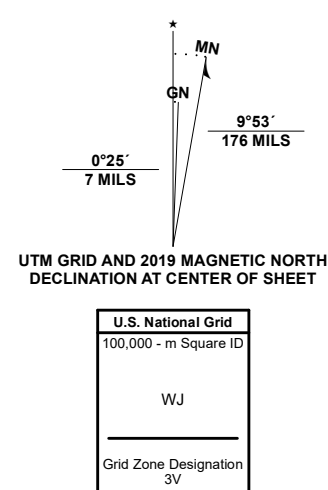 MN
GN
9°53´
176 MILS
0°25´
7 MILS
UTM GRID AND 2019 MAGNETIC NORTH
DECLINATION AT CENTER OF SHEET
U.S. National Grid
100,000 - m Square ID
WJ
Grid Zone Designation
3V